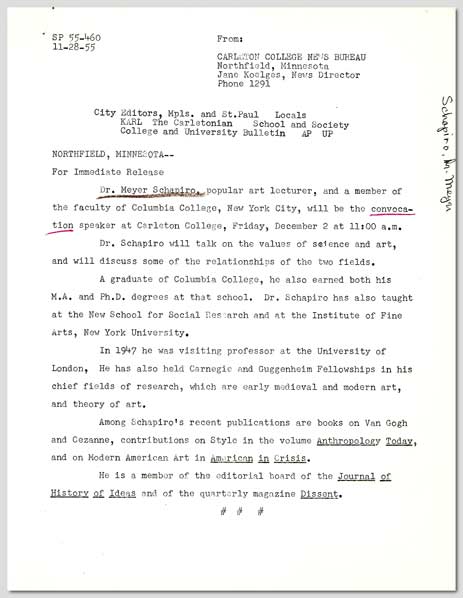 SP 55-460
11-28-55
From:
CARLETON COLLEGE NEWS BUREAU
Northfield, Minnesota
Jane Koelges, News Director
Phone 1291
City Editors, Mpls. and St.Paul Locals
KARL The Carletonian School and Society
College and University Bulletin AP UP
Schapiro, M. Meyer
NORTHFIELD, MINNESOTA--
For Immediate Release
Dr. Meyer Schapiro, popular art lecturer, and a member of
the faculty of Columbia College, New York City, will be the convoca-
tion speaker at Carleton College, Friday, December 2 at 11:00 a.m.
Dr. Schapiro will talk on the values of science and art,
and will discuss some of the relationships of the two fields.
A graduate of Columbia College, he also earned both his
M.A. and Ph.D. degrees at that school. Dr. Schapiro has also taught
at the New School for Social Research and at the Institute of Fine
Arts, New York University.
In 1947 he was visiting professor at the University of
London, He has also held Carnegie and Guggenheim Fellowships in his
chief fields of research, which are early medieval and modern art,
and theory of art.
Among Schapiro's recent publications are books on Van Gogh
and Cezanne, contributions on Style in the volume Anthropology Today,
and on Modern American Art in American in Crisis.
He is a member of the editorial board of the Journal of
History of Ideas and of the quarterly magazine Dissent.
# # #